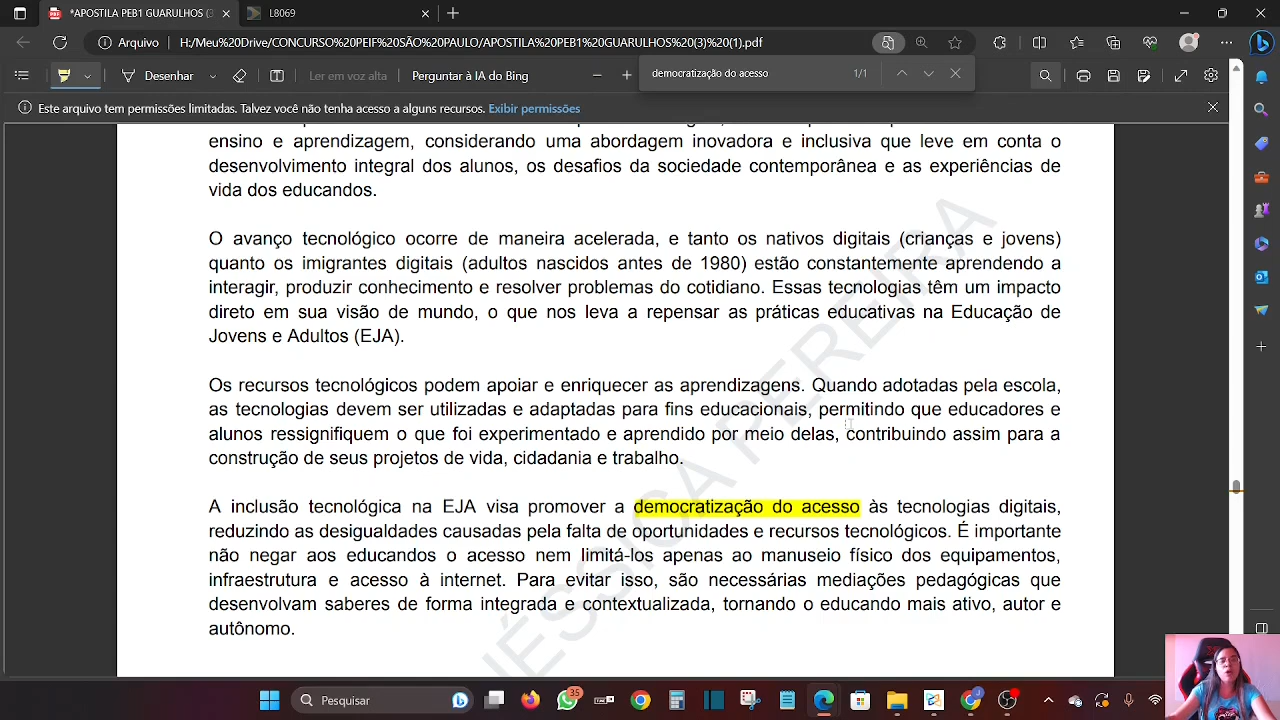 *APOSTILA PEB1 GUARULHOS (3
L8069
Arquivo
H:/Meu%20Drive/CONCURSO%20PEIF%20SÃO%20PAULO/APOSTILA%20PEB1%20GUARULHOS%20(3)%20(1).pdf
Desenhar
Ler em voz alta
Perguntar à IA do Bing
democratização do acesso
1/1
Este arquivo tem permissões limitadas. Talvez você não tenha acesso a alguns recursos. Exibir permissões
ensino e aprendizagem, considerando uma abordagem inovadora e inclusiva que leve em conta o
desenvolvimento integral dos alunos, os desafios da sociedade contemporânea e as experiências de
vida dos educandos.
O avanço tecnológico ocorre de maneira acelerada, e tanto os nativos digitais (crianças e jovens)
quanto os imigrantes digitais (adultos nascidos antes de 1980) estão constantemente aprendendo a
interagir, produzir conhecimento e resolver problemas do cotidiano. Essas tecnologias têm um impacto
direto em sua visão de mundo, o que nos leva a repensar as práticas educativas na Educação de
Jovens e Adultos (EJA).
Os recursos tecnológicos podem apoiar e enriquecer as aprendizagens. Quando adotadas pela escola,
as tecnologias devem ser utilizadas e adaptadas para fins educacionais, permitindo que educadores e
alunos ressignifiquem o que foi experimentado e aprendido por meio delas, contribuindo assim para a
construção de seus projetos de vida, cidadania e trabalho.
A inclusão tecnológica na EJA visa promover a democratização do acesso às tecnologias digitais,
reduzindo as desigualdades causadas pela falta de oportunidades e recursos tecnológicos. É importante
não negar aos educandos o acesso nem limitá-los apenas ao manuseio físico dos equipamentos,
infraestrutura e acesso à internet. Para evitar isso, são necessárias mediações pedagógicas que
desenvolvam saberes de forma integrada e contextualizada, tornando o educando mais ativo, autor e
autônomo.
JÉSSICA PEREIRA
Pesquisar
35